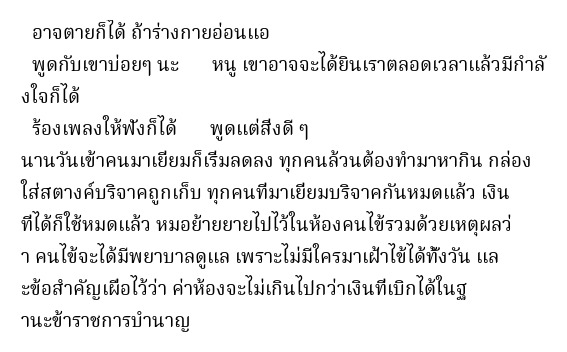 อาจตายก็ได้ ถ้าร่างกายอ่อนแอ
พูดกับเขาบ่อยๆ นะ หนู เขาอาจจะได้ยินเราตลอดเวลาแล้วมีกำลั
งใจก็ได้
ร้องเพลงให้ฟังก็ได้ พูดแต่สิ่งดี ๆ
นานวันเข้าคนมาเยี่ยมก็เริ่มลดลง ทุกคนล้วนต้องทำมาหากิน กล่อง
ใส่สตางค์บริจาคถูกเก็บ ทุกคนที่มาเยี่ยมบริจาคกันหมดแล้ว เงิน
ที่ได้ก็ใช้หมดแล้ว หมอย้ายยายไปไว้ในห้องคนไข้รวมด้วยเหตุผลว่
า คนไข้จะได้มีพยาบาลดูแล เพราะไม่มีใครมาเฝ้าไข้ได้ทั้งวัน แล
ะข้อสำคัญเผื่อไว้ว่า ค่าห้องจะไม่เกินไปกว่าเงินที่เบิกได้ในฐ
านะข้าราชการบำนาญ